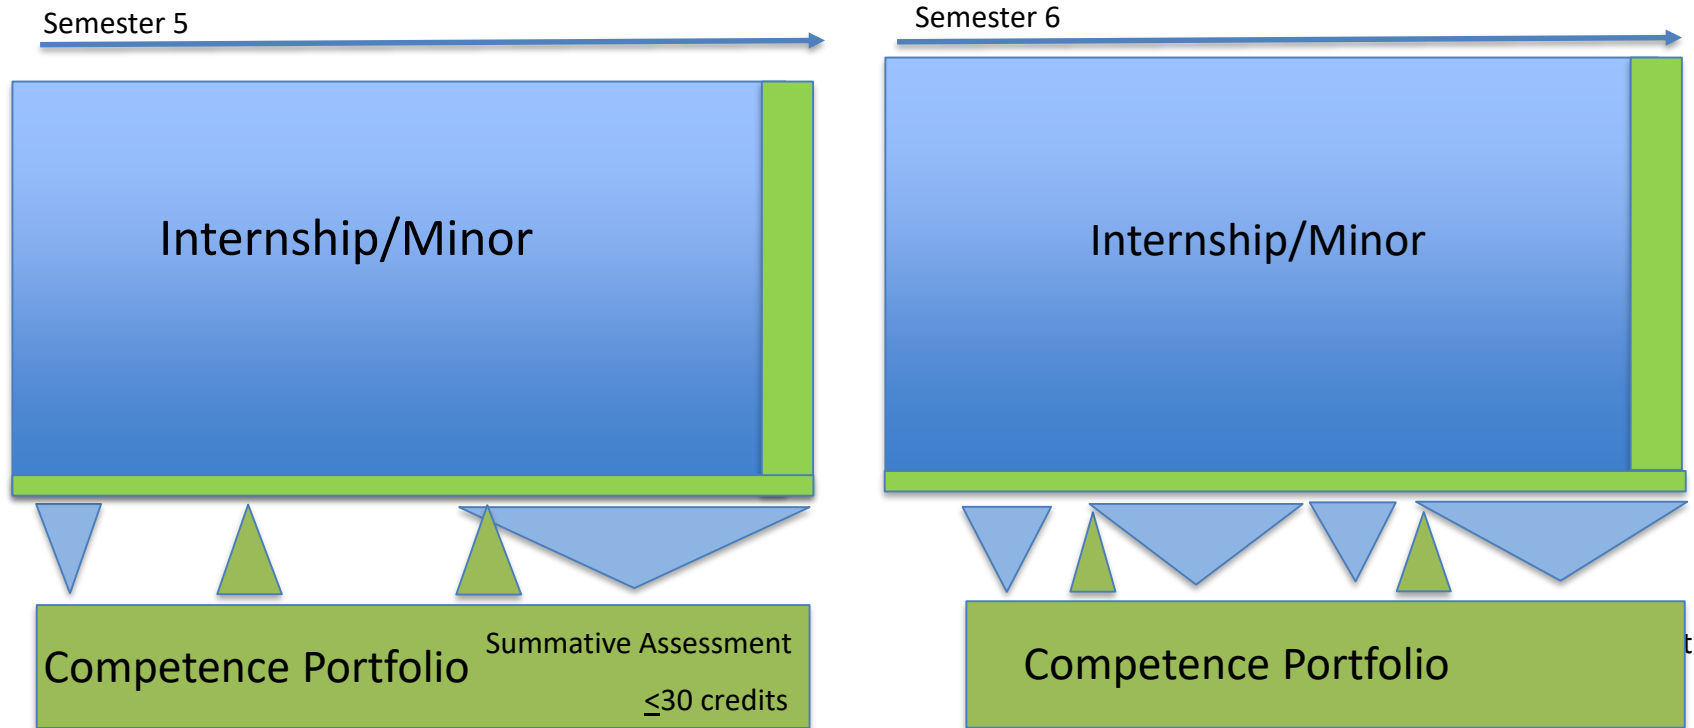 Semester 5
Internship/Minor
Competence Portfolio
Summative Assessment
<30 credits
Semester 6
Internship/Minor
Competence Portfolio